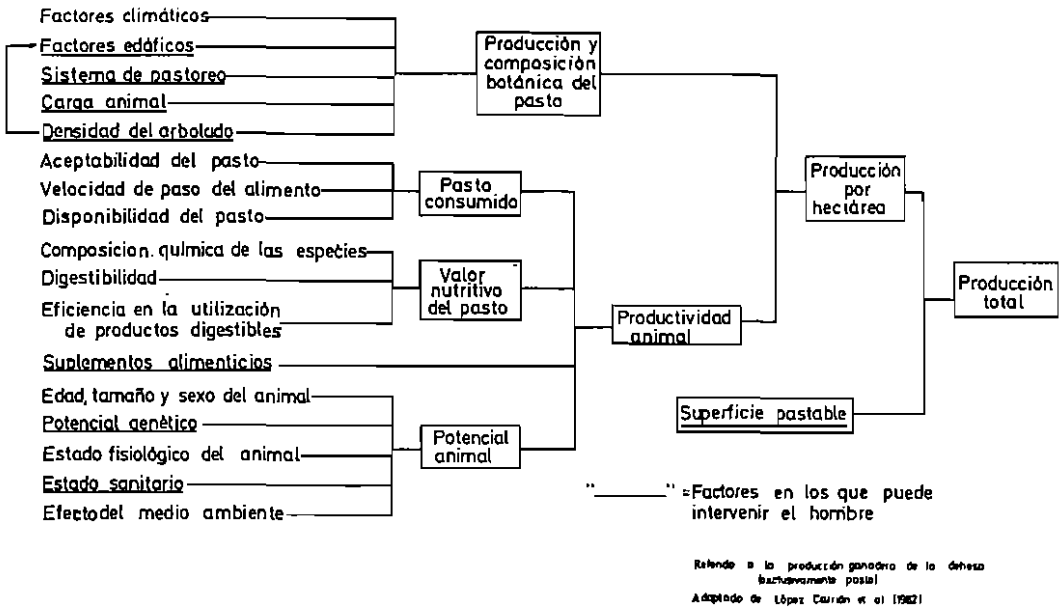 Factores climáticos
Factores edáficos
Sistema de pastoreo
Carga animal
Densidad del arbolado
Producción y
composición
botánica del
pasto
Aceptabilidad del pasto
Velocidad de paso del alimento
Disponibilidad del pasto
Pasto
consumido
Composicion. química de las especies
Digestibilidad
Eficiencia en la utilización
de productos digestibles
Valor
nutritivo
del pasto
Suplementos alimenticios
Edad, tamaño y sexo del animal
Potencial genético
Estado fisiológico del animal
Estado sanitario
Efecto del medio ambiente
Potencial
animal
Productividad
animal
Producción
por
hectárea
Superficie pastable
Producción
total
"______" =Factores en los que puede
intervenir el hombre
Referido a la producción ganadera de la dehesa
Adaptado de López et al (1982)